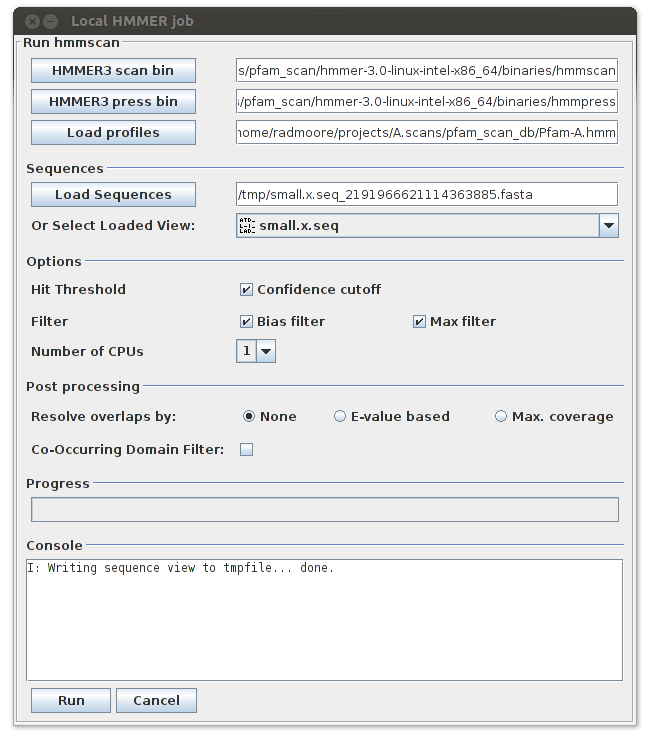 Local HMMER job
Run hmmscan
HMMER3 scan bin s/pfam_scan/hmmer-3.0-linux-intel-x86_64/binaries/hmmscan
HMMER3 press bin /pfam_scan/hmmer-3.0-linux-intel-x86_64/binaries/hmmpress
Load profiles home/radmoore/projects/A.scans/pfam_scan_db/Pfam-A.hmm
Sequences
Load Sequences /tmp/small.x.seq_2191966621114363885.fasta
Or Select Loaded View: small.x.seq
Options
Hit Threshold Confidence cutoff
Filter Bias filter Max filter
Number of CPUs 1
Post processing
Resolve overlaps by: None E-value based Max. coverage
Co-Occurring Domain Filter:
Progress
Console
I: Writing sequence view to tmpfile... done.
Run Cancel